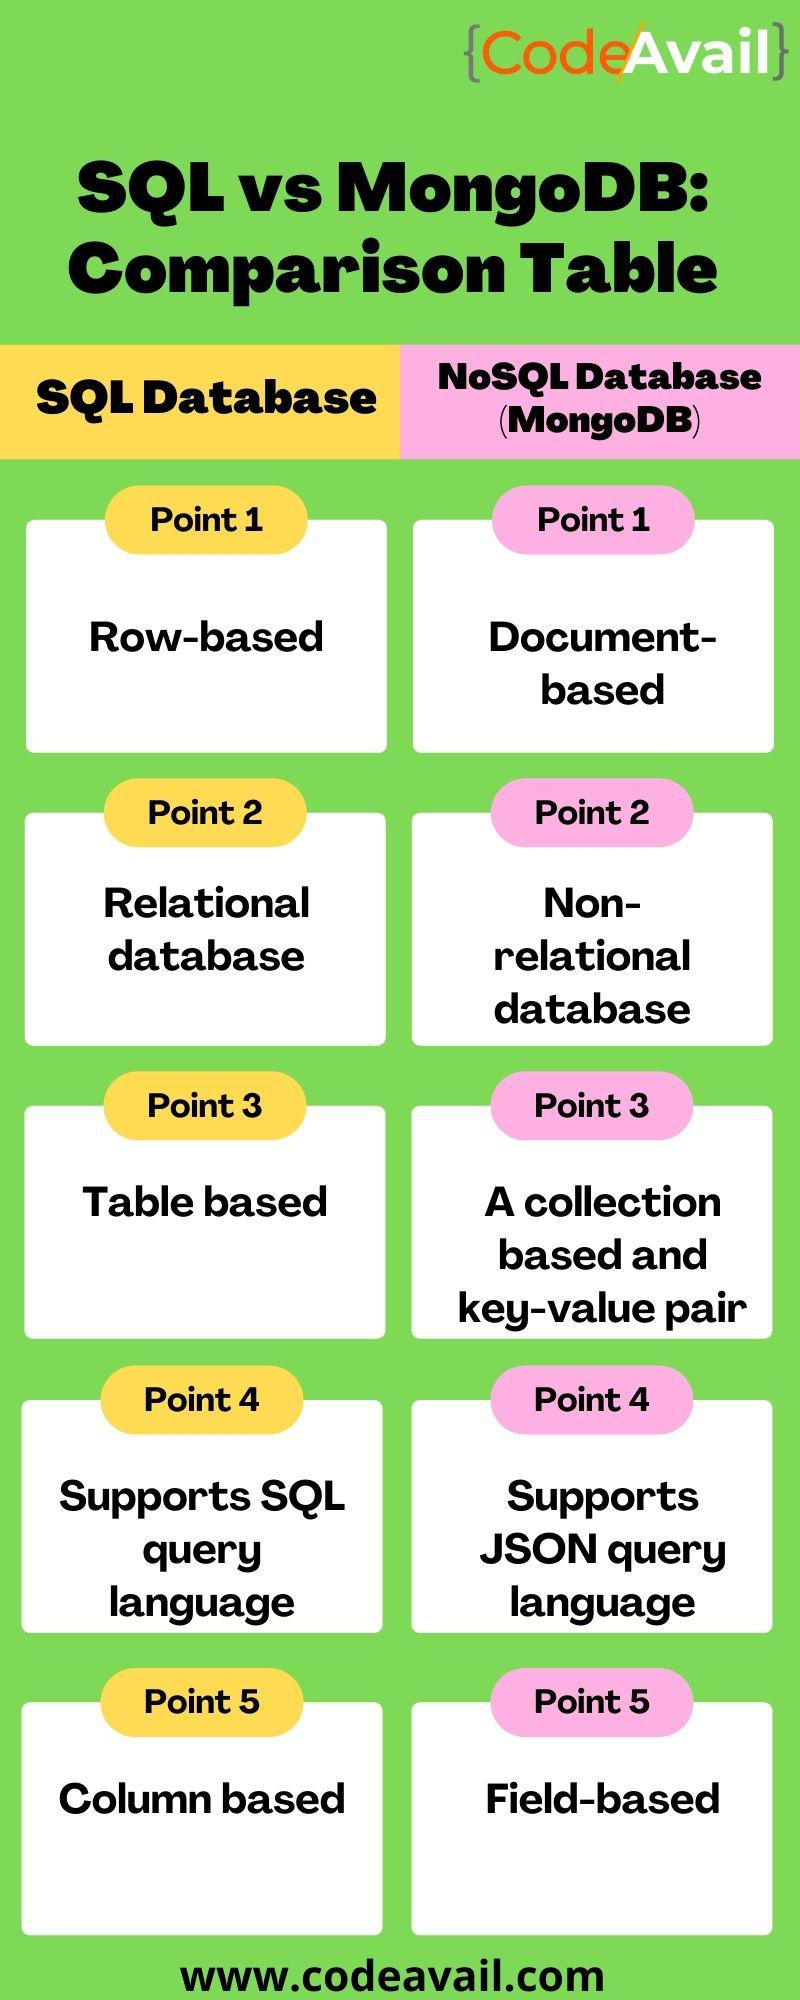 {CodeAvail}
SQL vs MongoDB:
Comparison Table
SQL Database
NoSQL Database
(MongoDB)
Point 1
Row-based
Point 1
Document-
based
Point 2
Relational
database
Point 2
Non-
relational
database
Point 3
Table based
Point 3
A collection
based and
key-value pair
Point 4
Supports SQL
query
language
Point 4
Supports
JSON query
language
Point 5
Column based
Point 5
Field-based
www.codeavail.com